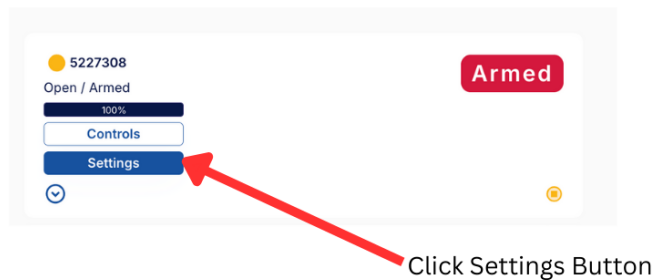 5227308
Armed
Open / Armed
100%
Controls
Settings
Click Settings Button